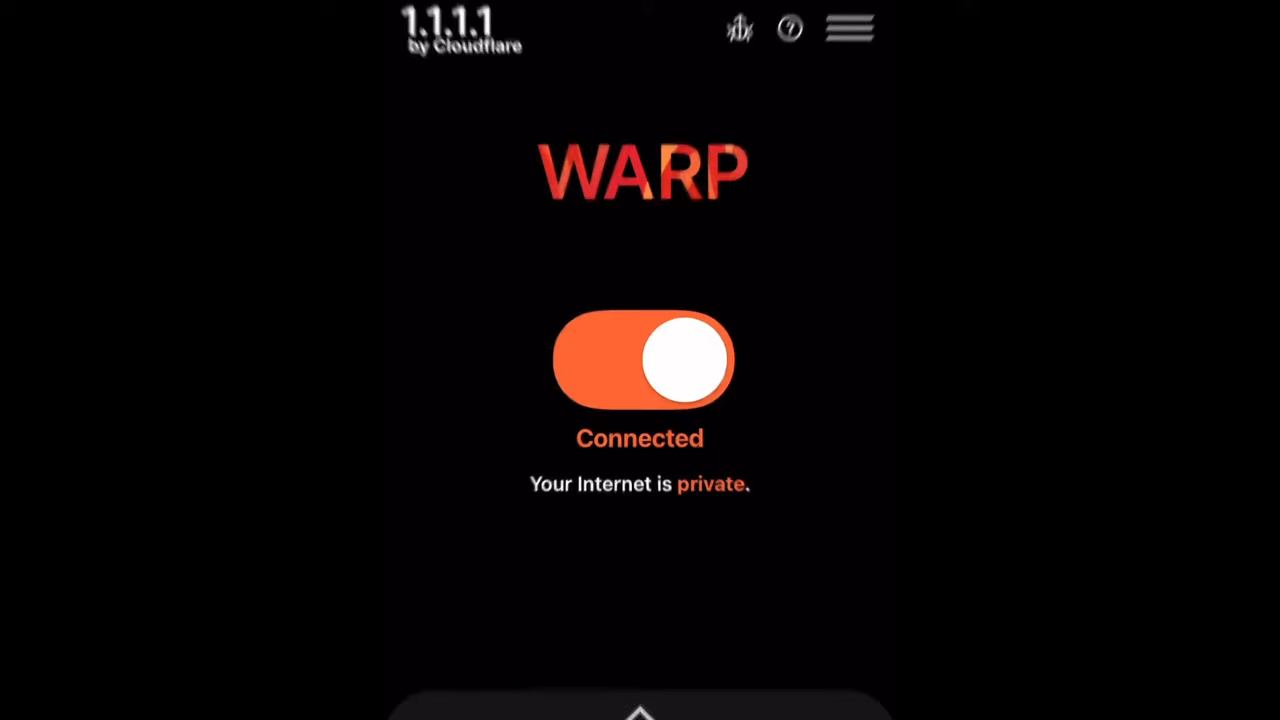 1.1.1.1
by Cloudflare
?
WARP
Connected
Your Internet is private.